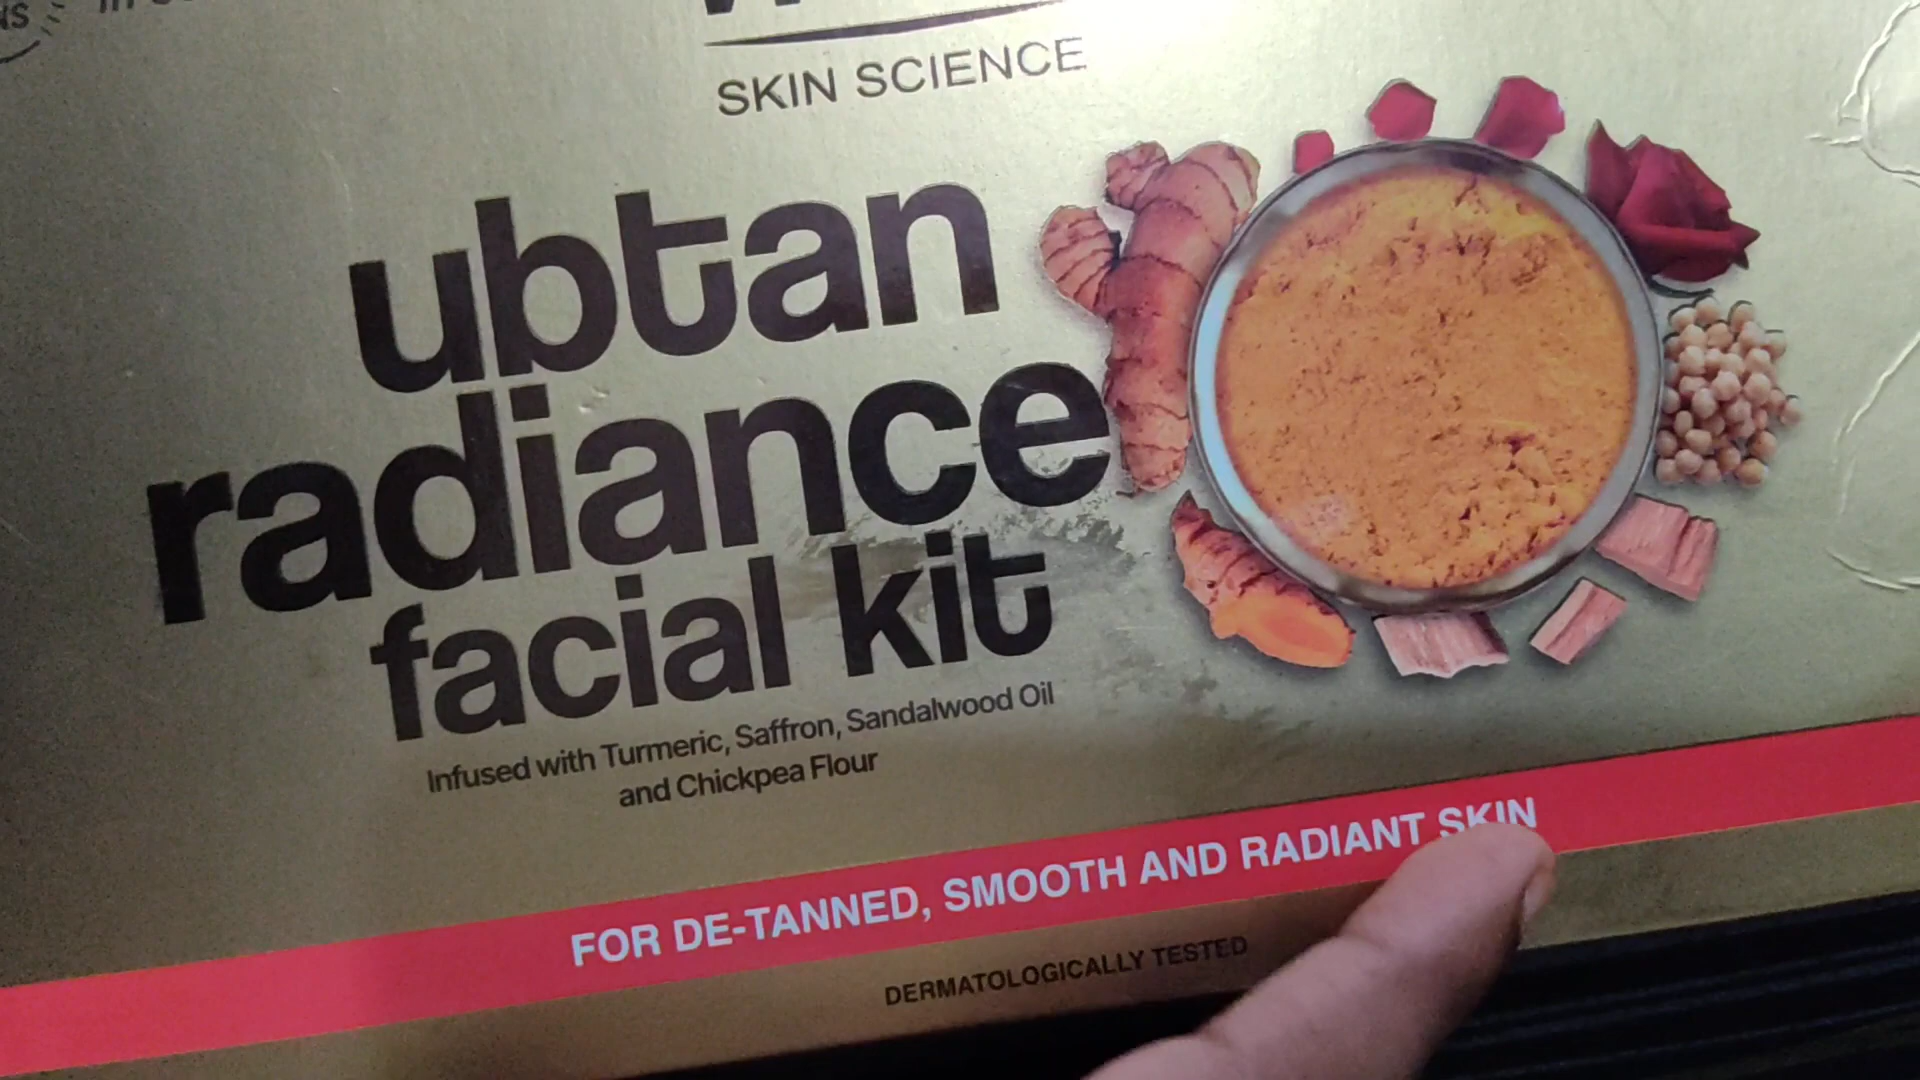 SKIN SCIENCE
ubtan
radiance
facial kit
Infused with Turmeric, Saffron, Sandalwood Oil
and Chickpea Flour
FOR DE-TANNED, SMOOTH AND RADIANT SKIN
DERMATOLOGICALLY TESTED